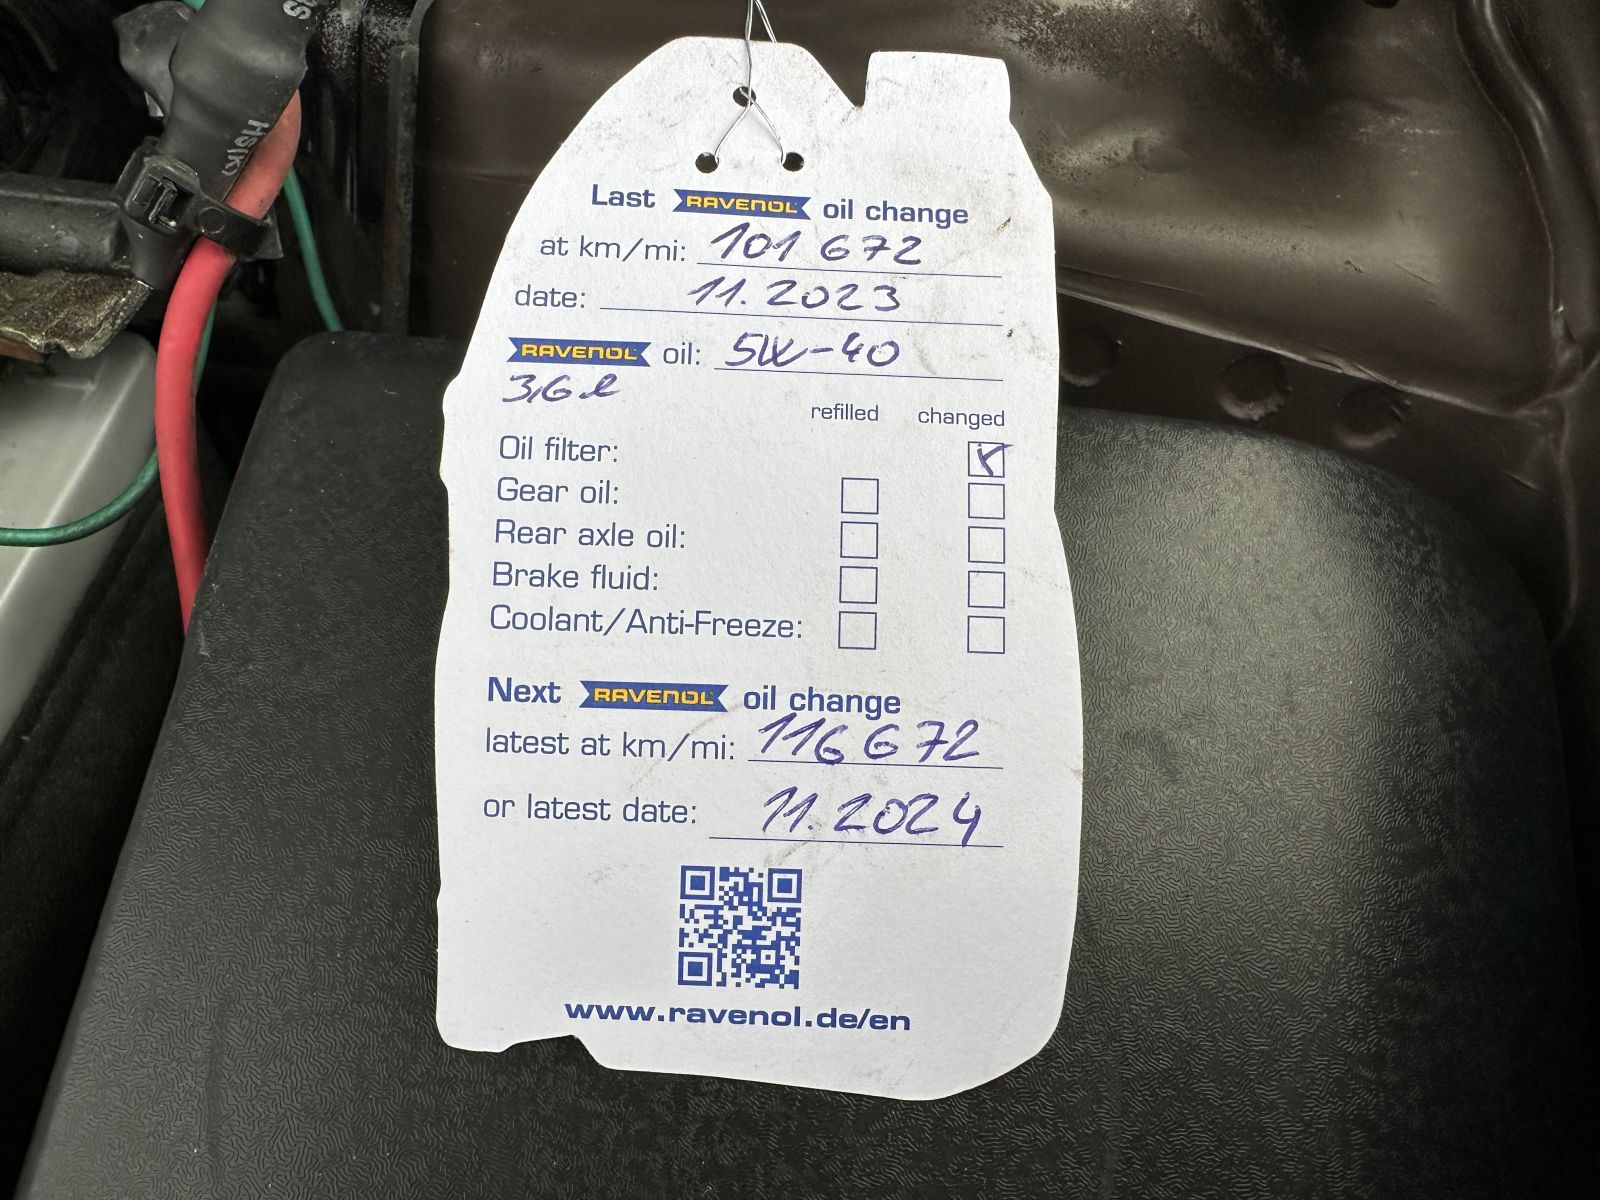 HS(K)
Last RAVENOL oil change
at km/mi: 101 672
date: 11.2023
RAVENOL oil: 5W-40
3,6 l
refilled changed
Oil filter:
Gear oil:
Rear axle oil:
Brake fluid:
Coolant/Anti-Freeze:
Next RAVENOL oil change
latest at km/mi: 116 672
or latest date: 11.2024
www.ravenol.de/en